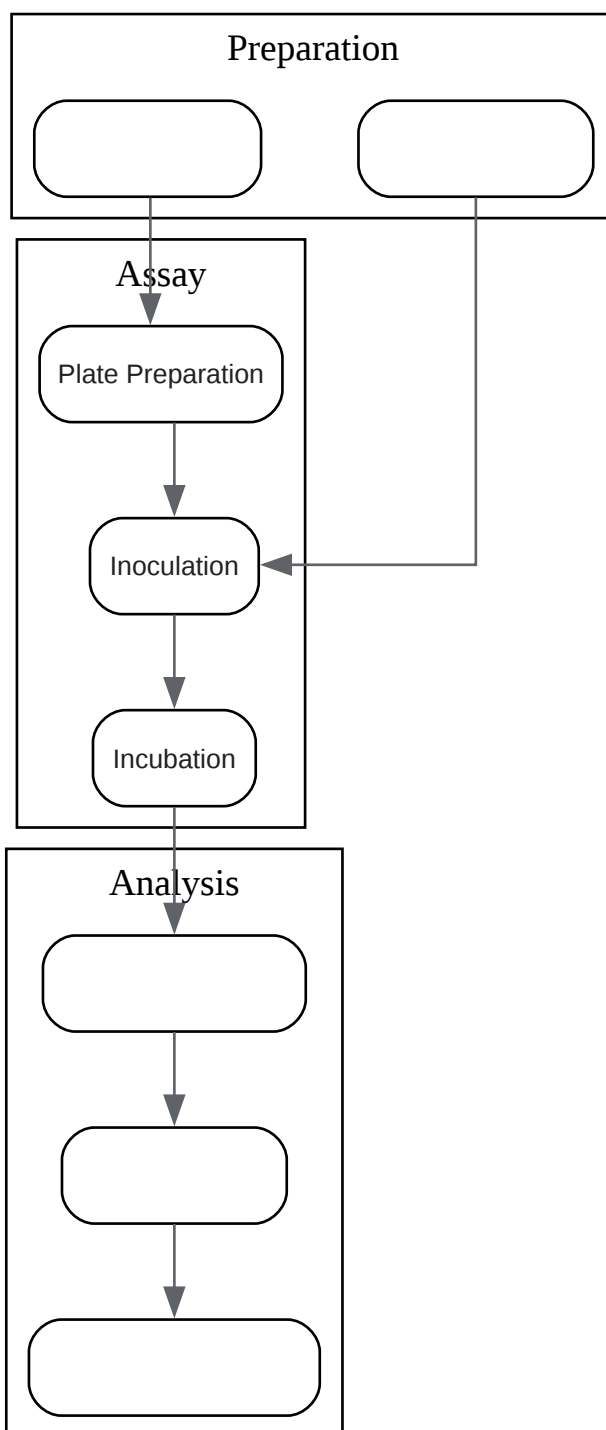 Preparation
Assay
Plate Preparation
Inoculation
Incubation
Analysis